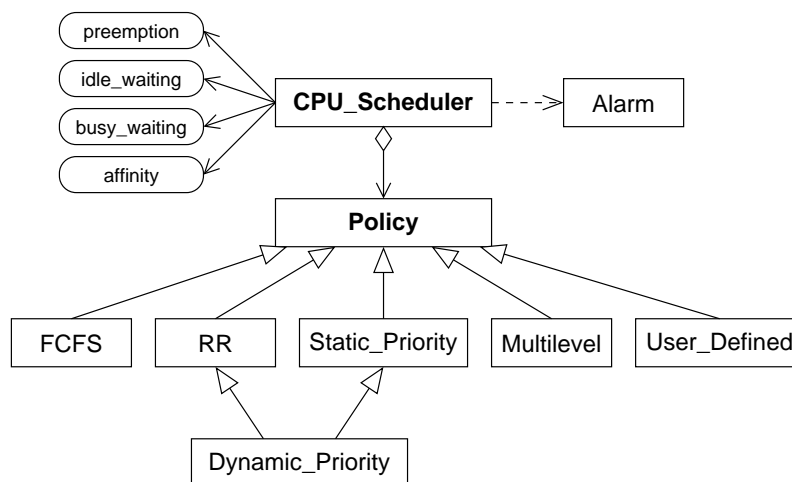 preemption
idle_waiting
busy_waiting
affinity
CPU_Scheduler
Alarm
Policy
FCFS
RR
Static_Priority
Multilevel
User_Defined
Dynamic_Priority